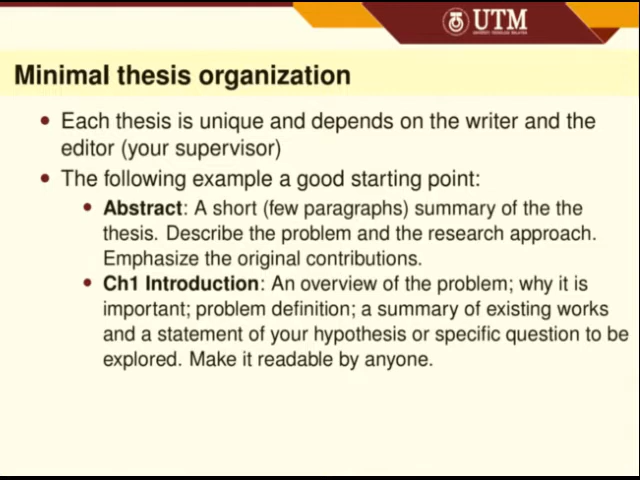 UTM
UNIVERSITI TEKNOLOGI MALAYSIA
Minimal thesis organization
• Each thesis is unique and depends on the writer and the
editor (your supervisor)
• The following example a good starting point:
• Abstract: A short (few paragraphs) summary of the the
thesis. Describe the problem and the research approach.
Emphasize the original contributions.
• Ch1 Introduction: An overview of the problem; why it is
important; problem definition; a summary of existing works
and a statement of your hypothesis or specific question to be
explored. Make it readable by anyone.